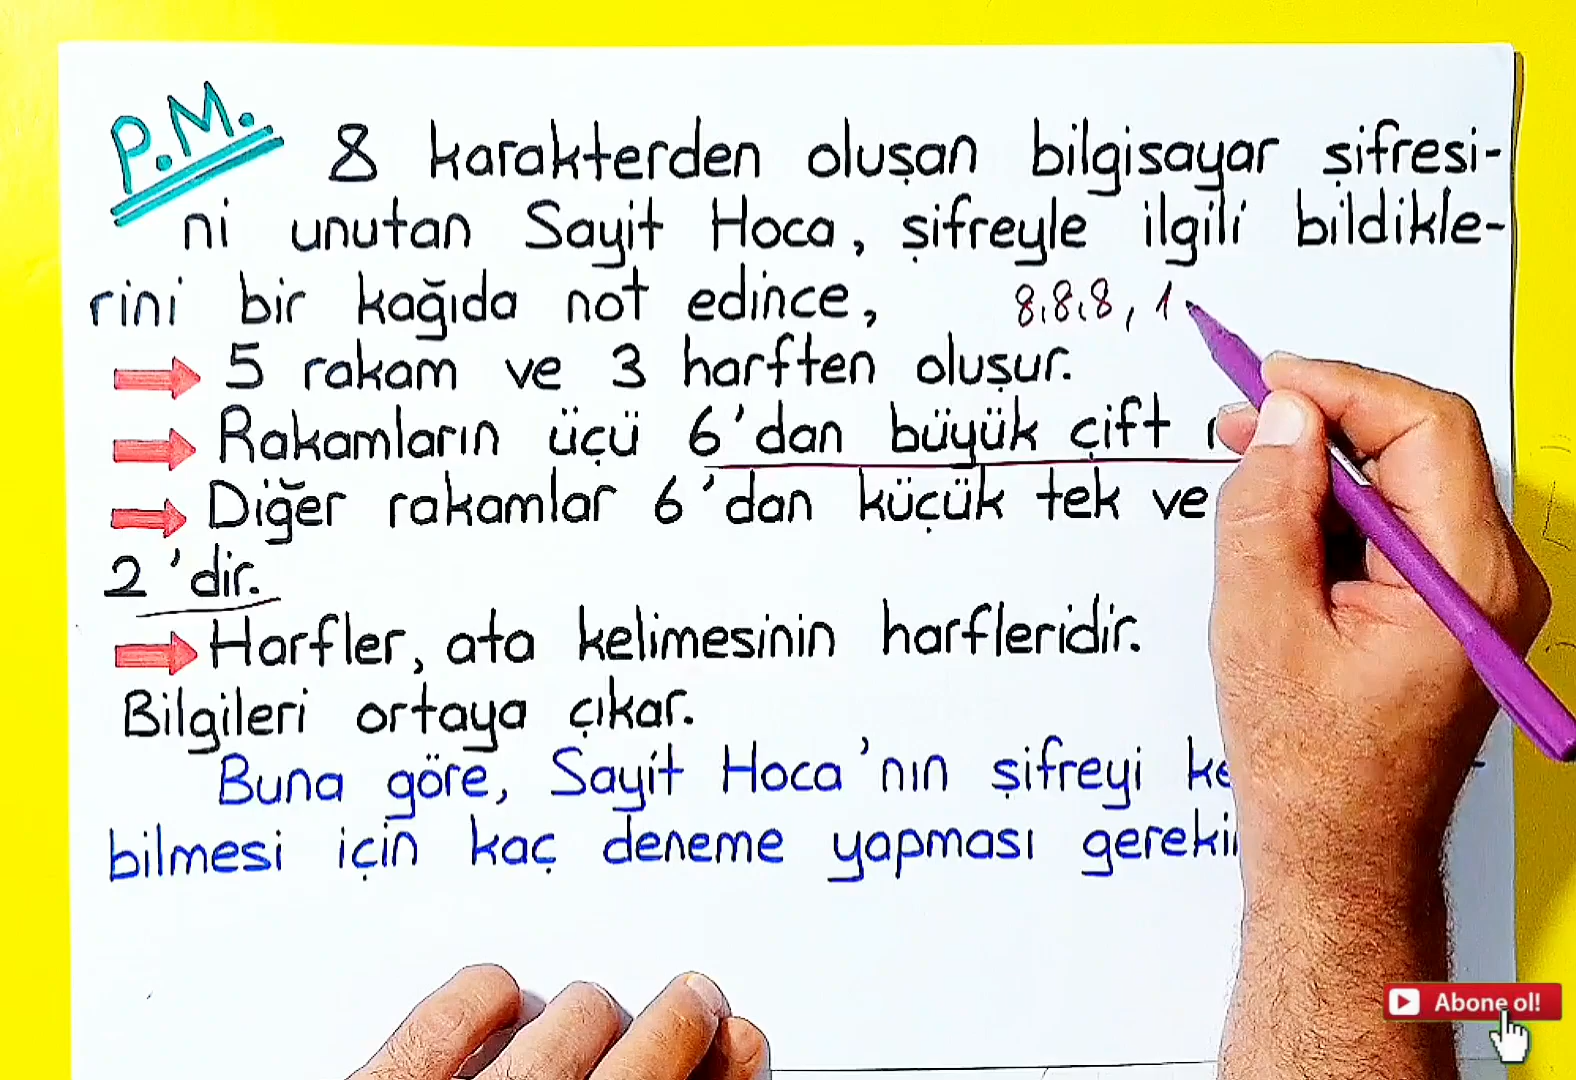 P.M.
8 karakterden oluşan bilgisayar şifresi-
ni unutan Sayit Hoca, şifreyle ilgili bildikle-
rini bir kağıda not edince, 8,8,8, 1
5 rakam ve 3 harften oluşur.
Rakamların üçü 6'dan büyük çift
Diğer rakamlar 6'dan küçük tek ve
2'dir.
Harfler, ata kelimesinin harfleridir.
Bilgileri ortaya çıkar.
Buna göre, Sayit Hoca'nın şifreyi
bilmesi için kaç deneme yapması
Abone ol!